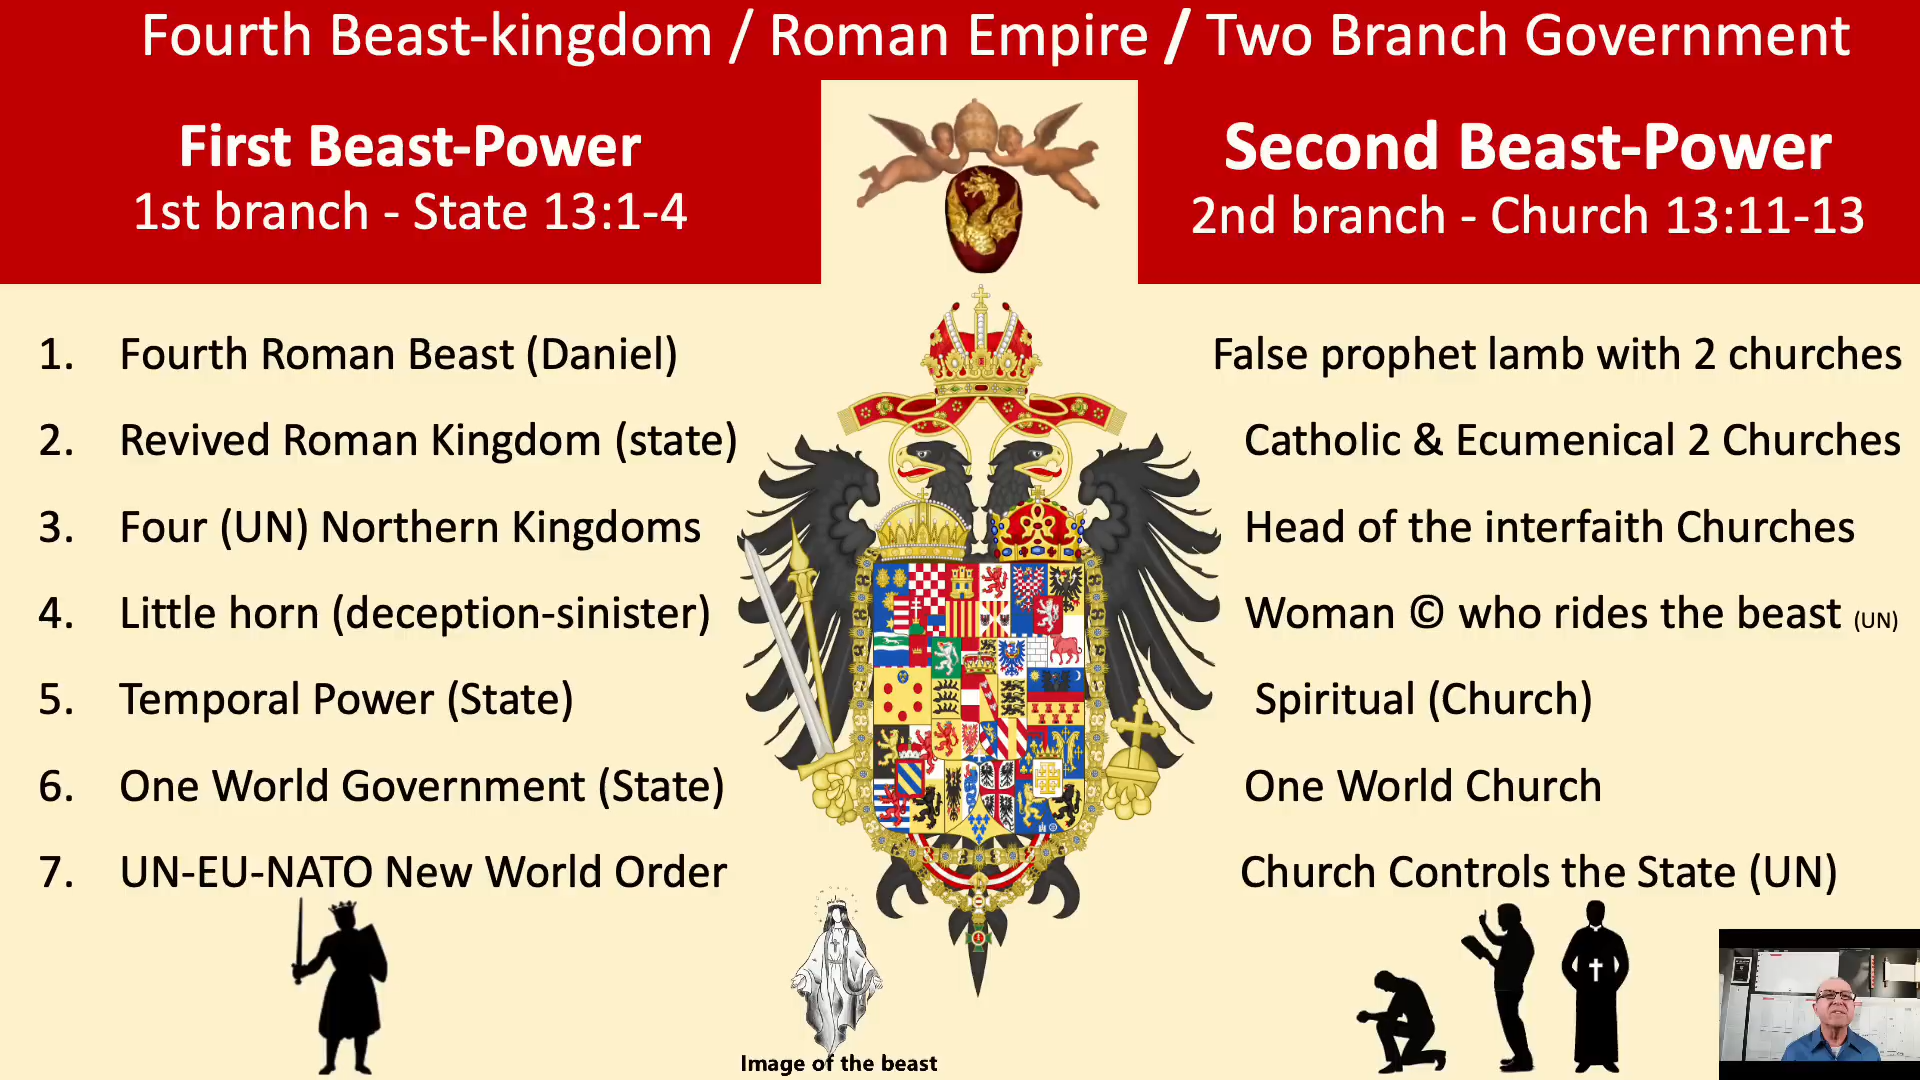 Fourth Beast-kingdom / Roman Empire / Two Branch Government
First Beast-Power
1st branch - State 13:1-4
Second Beast-Power
2nd branch - Church 13:11-13
1. Fourth Roman Beast (Daniel)
2. Revived Roman Kingdom (state)
3. Four (UN) Northern Kingdoms
4. Little horn (deception-sinister)
5. Temporal Power (State)
6. One World Government (State)
7. UN-EU-NATO New World Order
False prophet lamb with 2 churches
Catholic & Ecumenical 2 Churches
Head of the interfaith Churches
Woman © who rides the beast (UN)
Spiritual (Church)
One World Church
Church Controls the State (UN)
Image of the beast